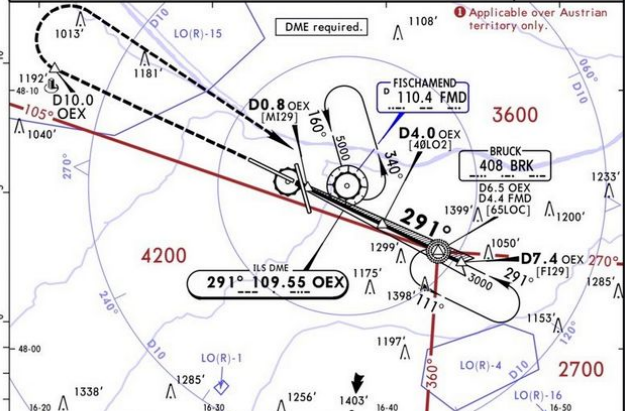 1013'
LO(R)-15
DME required.
1108'
1 Applicable over Austrian
territory only.
D10
1181'
1192'
48-10
D10.0
OEX
105°
1040'
D0.8 OEX
[MI29]
160°
5000
340°
FISCHAMEND
D 110.4 FMD
D4.0 OEX
[40LO2]
3600
060°
D10
BRUCK
408 BRK
D6.5 OEX
D4.4 FMD
[65LOC]
270°
1233'
1399'
1200'
291°
1050'
4200
1299'
D7.4 OEX
[FI29]
270°
ILS DME
291° 109.55 OEX
1175'
1398'
111°
3000
291°
1285'
240°
D10
1153'
120°
1197'
48-00
LO(R)-1
360°
LO(R)-4
D10
2700
LO(R)-16
1338'
1285'
1256'
1403'
16-20
16-30
16-40
16-50